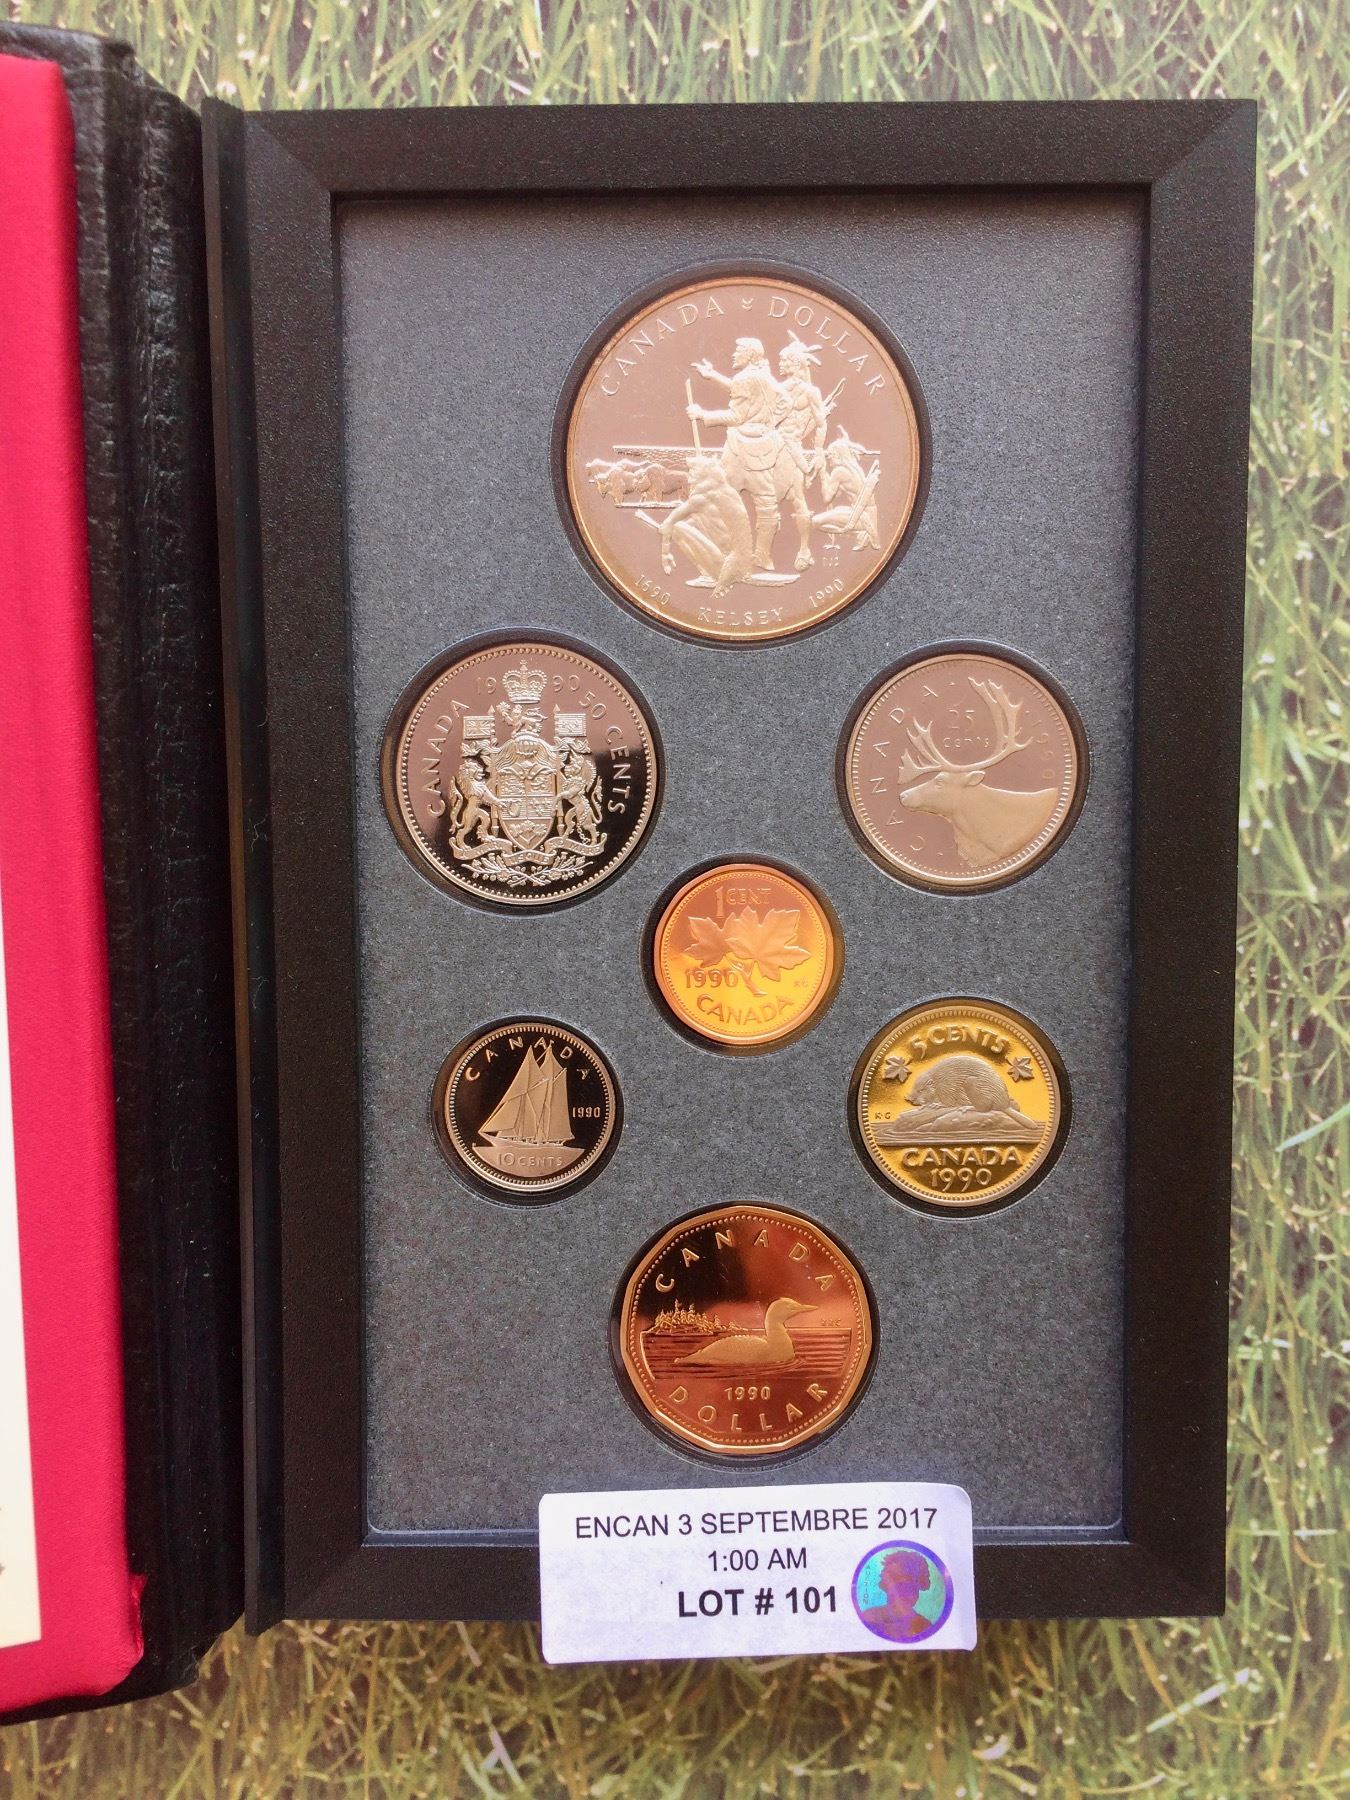 CANADA DOLLAR
1690 KELSEY 1990
1990
CANADA
50 CENTS
CANADA
25
CENTS
1990
1 CENT
1990
KG
CANADA
CANADA
1990
10 CENTS
5 CENTS
K·G
CANADA
1990
CANADA
1990
DOLLAR
ENCAN 3 SEPTEMBRE 2017
1:00 AM
LOT # 101